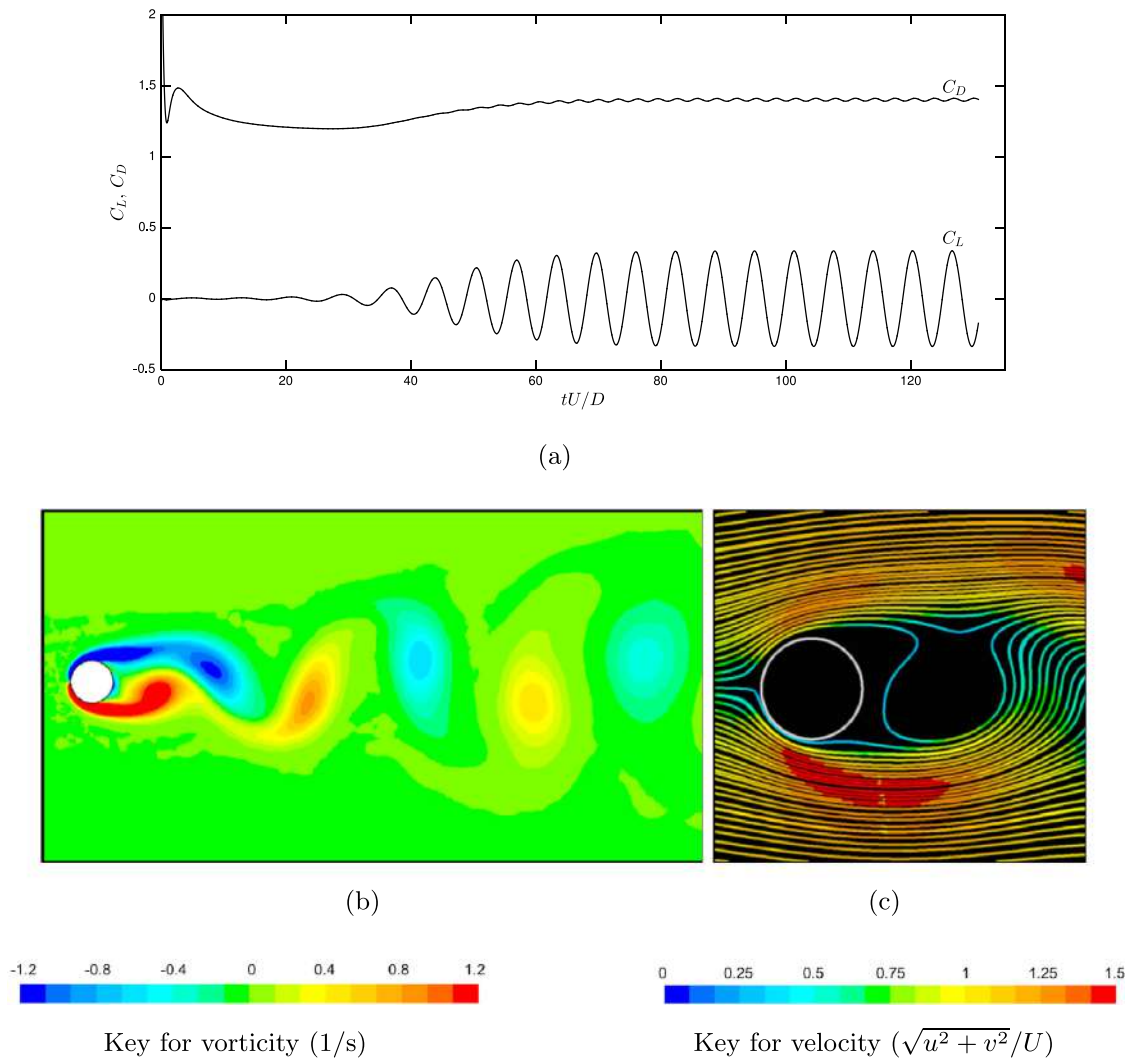 2
1.5
1
0.5
0
-0.5
C_L, C_D
C_D
C_L
0 20 40 60 80 100 120
tU/D
(a)
(b) (c)
-1.2 -0.8 -0.4 0 0.4 0.8 1.2
0 0.25 0.5 0.75 1 1.25 1.5
Key for vorticity (1/s)
Key for velocity (√u² + v²/U)